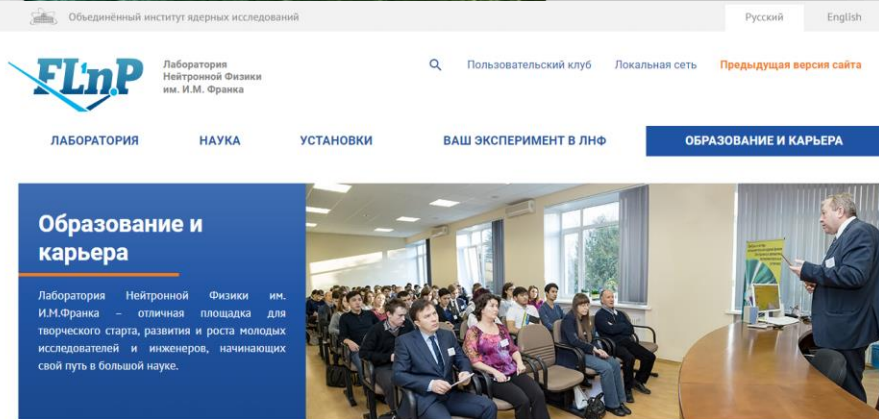 Объединённый институт ядерных исследований
Русский
English
FLnP
Лаборатория
Нейтронной Физики
им. И.М. Франка
Пользовательский клуб
Локальная сеть
Предыдущая версия сайта
ЛАБОРАТОРИЯ
НАУКА
УСТАНОВКИ
ВАШ ЭКСПЕРИМЕНТ В ЛНФ
ОБРАЗОВАНИЕ И КАРЬЕРА
Образование и
карьера
Лаборатория Нейтронной Физики им.
И.М.Франка – отличная площадка для
творческого старта, развития и роста молодых
исследователей и инженеров, начинающих
свой путь в большой науке.